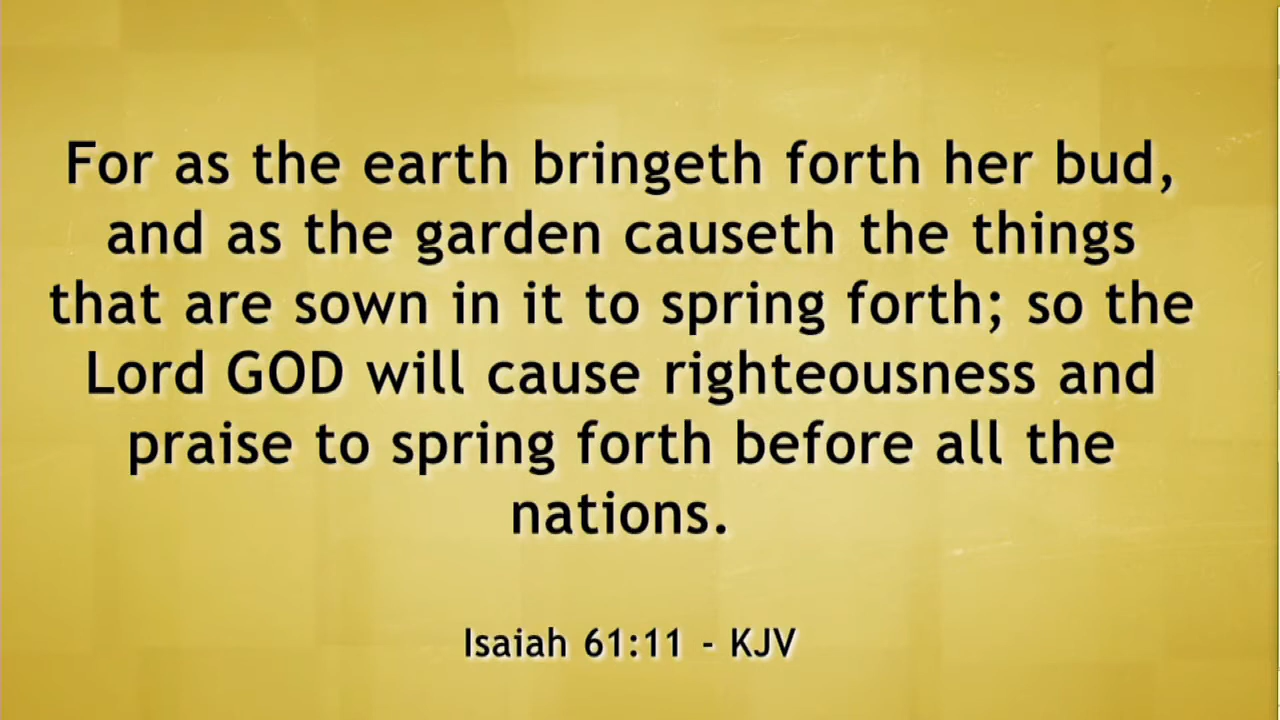 For as the earth bringeth forth her bud,
and as the garden causeth the things
that are sown in it to spring forth; so the
Lord GOD will cause righteousness and
praise to spring forth before all the
nations.
Isaiah 61:11 - KJV